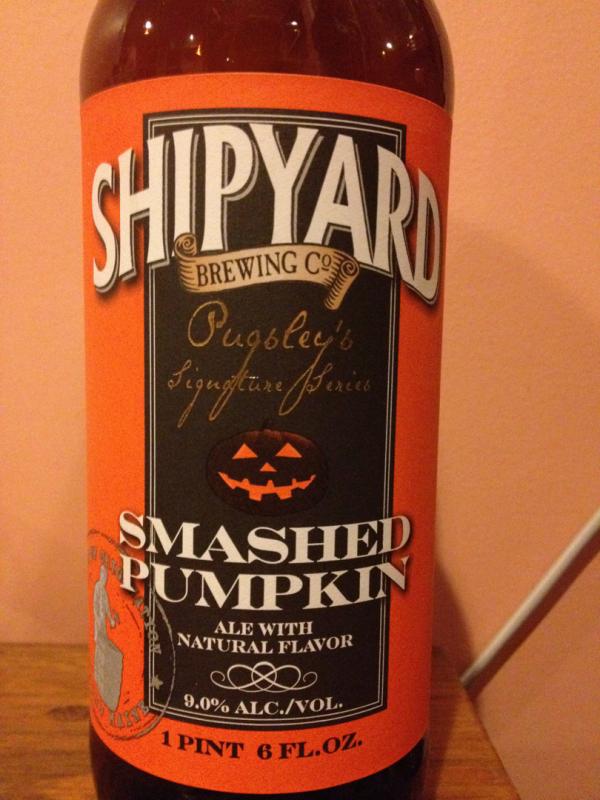 SHIPYARD
BREWING Co
Pugsley's
Signature Series
SMASHED
PUMPKIN
ALE WITH
NATURAL FLAVOR
9.0% ALC./VOL.
1 PINT 6 FL.OZ.